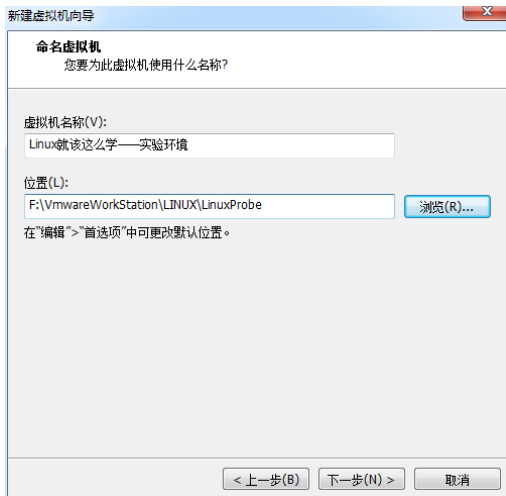 新建虚拟机向导
命名虚拟机
您要为此虚拟机使用什么名称?
虚拟机名称(V):
Linux就该这么学——实验环境
位置(L):
F:\VmwareWorkStation\LINUX\LinuxProbe
浏览(R)...
在"编辑">"首选项"中可更改默认位置。
< 上一步(B)
下一步(N) >
取消